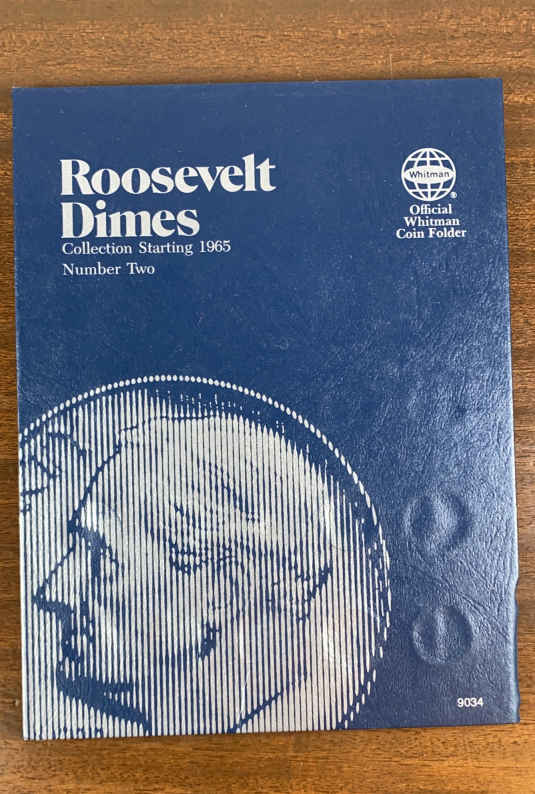 Roosevelt
Dimes
Collection Starting 1965
Number Two
Whitman
®
Official
Whitman
Coin Folder
9034